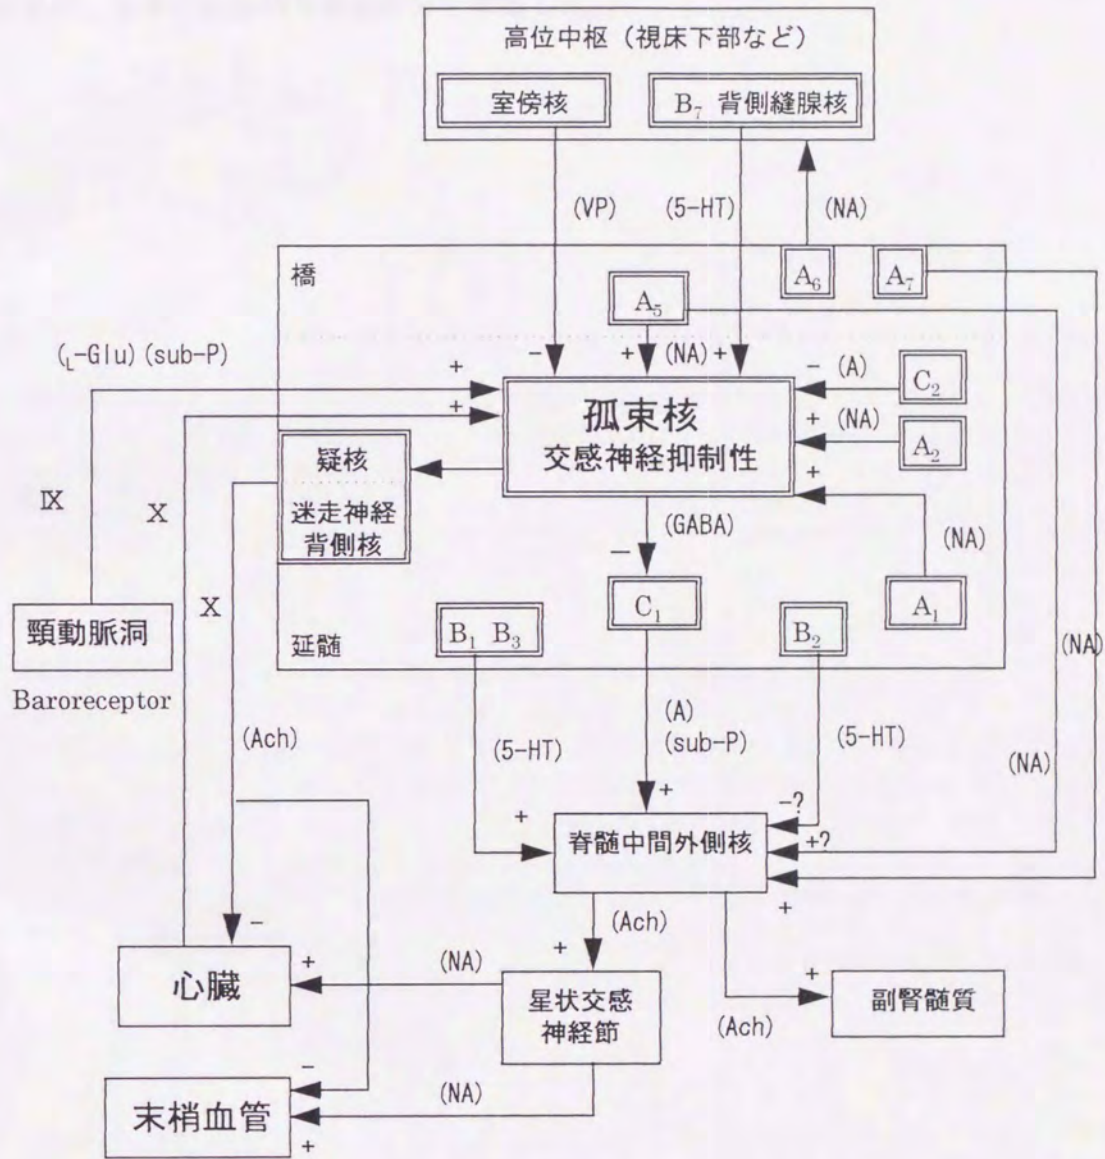 高位中枢（視床下部など）
室傍核
B₇ 背側縫腺核
(VP)
(5-HT)
(NA)
橋
A₆
A₇
A₅
(L-Glu) (sub-P)
+
−
+
(NA)
+
−
(A)
C₂
+
孤束核
交感神経抑制性
+
(NA)
A₂
疑核
迷走神経
背側核
+
Ⅸ
X
(GABA)
−
(NA)
X
C₁
A₁
頸動脈洞
B₁ B₃
B₂
延髄
(NA)
Baroreceptor
(Ach)
(5-HT)
(A)
(sub-P)
(5-HT)
(NA)
+
+
−?
脊髄中間外側核
+?
+
(Ach)
−
+
+
(NA)
+
心臓
星状交感
神経節
(Ach)
副腎髄質
−
(NA)
末梢血管
+